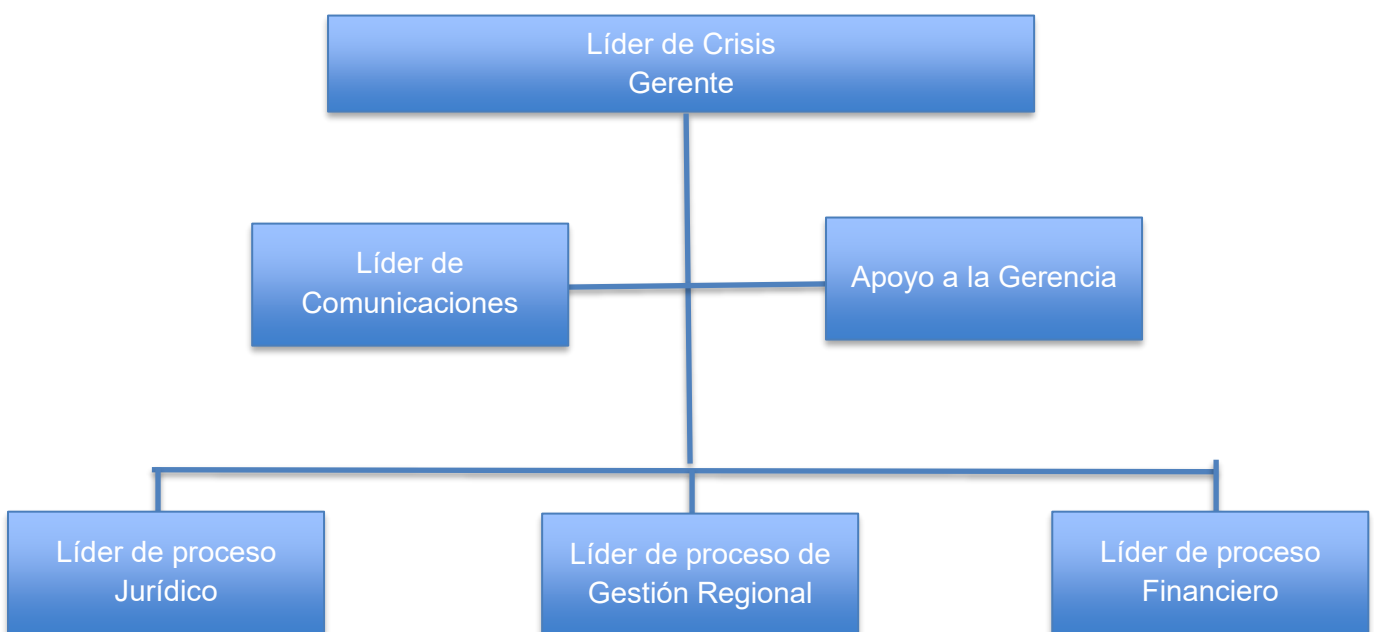 Líder de Crisis
Gerente
Líder de
Comunicaciones
Apoyo a la Gerencia
Líder de proceso
Jurídico
Líder de proceso de
Gestión Regional
Líder de proceso
Financiero